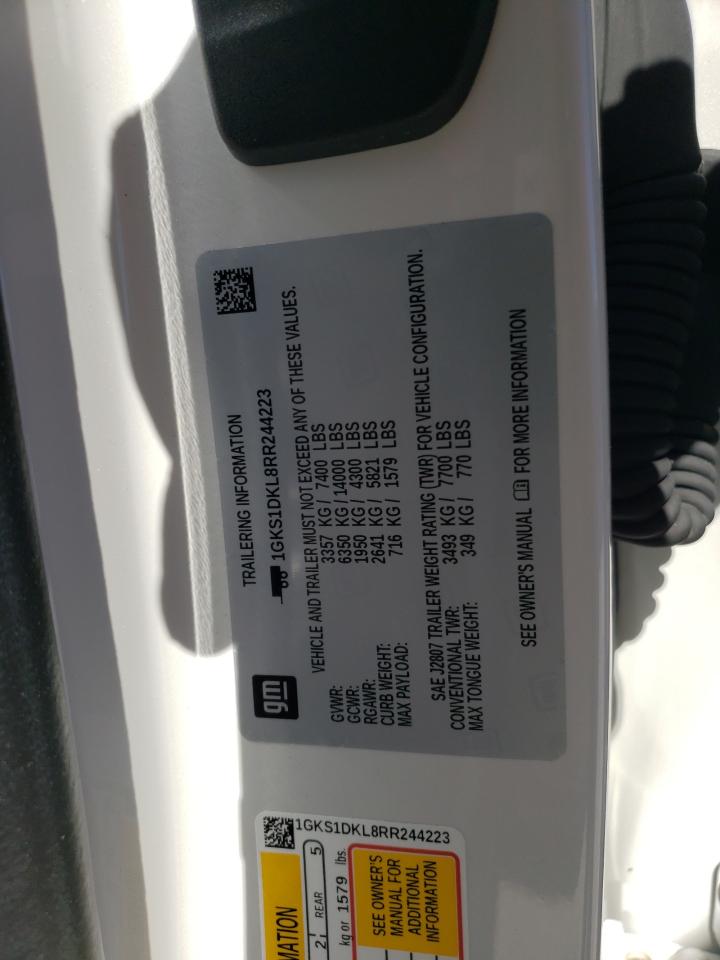 gm
TRAILERING INFORMATION
1GKS1DKL8RR244223
VEHICLE AND TRAILER MUST NOT EXCEED ANY OF THESE VALUES.
GVWR: 3357 KG / 7400 LBS
GCWR: 6350 KG / 14000 LBS
RGAWR: 1950 KG / 4300 LBS
CURB WEIGHT: 2641 KG / 5821 LBS
MAX PAYLOAD: 716 KG / 1579 LBS
SAE J2807 TRAILER WEIGHT RATING (TWR) FOR VEHICLE CONFIGURATION.
CONVENTIONAL TWR: 3493 KG / 7700 LBS
MAX TONGUE WEIGHT: 349 KG / 770 LBS
SEE OWNER'S MANUAL FOR MORE INFORMATION
1GKS1DKL8RR244223
MATION
2 REAR 5
kg or 1579 lbs.
SEE OWNER'S
MANUAL FOR
ADDITIONAL
INFORMATION